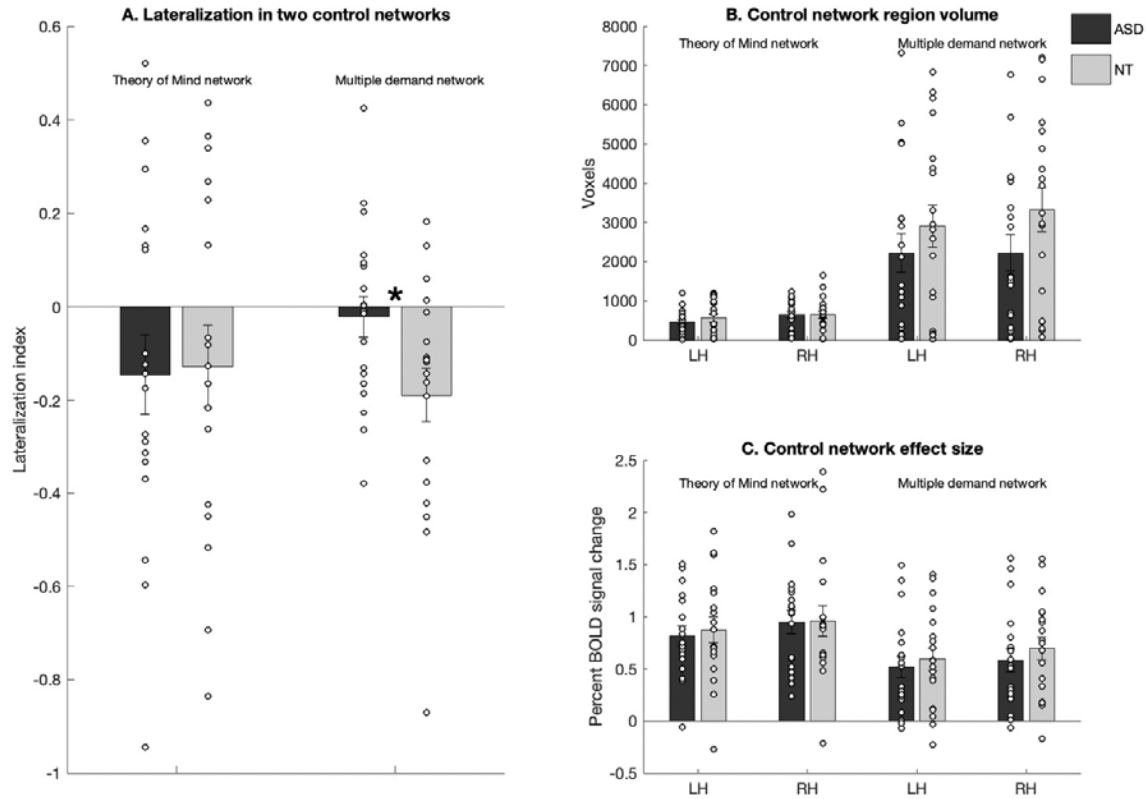 A. Lateralization in two control networks
Theory of Mind network
Multiple demand network
Lateralization index
0.6
0.4
0.2
0
-0.2
-0.4
-0.6
-0.8
-1
*
B. Control network region volume
Theory of Mind network
Multiple demand network
Voxels
8000
7000
6000
5000
4000
3000
2000
1000
0
LH
RH
LH
RH
ASD
NT
C. Control network effect size
Theory of Mind network
Multiple demand network
Percent BOLD signal change
2.5
2
1.5
1
0.5
0
-0.5
LH
RH
LH
RH